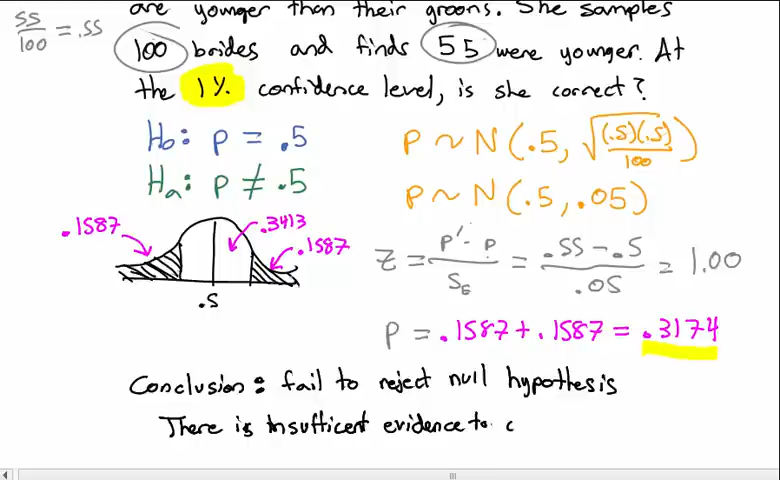 are younger than their grooms. She samples
55/100 = .55
100 brides and finds 55 were younger. At
the 1% confidence level, is she correct?
H₀: p = .5
P ~ N(.5, √((.5)(.5)/100))
Hₐ: p ≠ .5
P ~ N(.5, .05)
.1587
.3413
.1587
.5
Z = (p' - p)/S_E = (.55 - .5)/.05 = 1.00
P = .1587 + .1587 = .3174
Conclusion: fail to reject null hypothesis
There is insufficient evidence to c